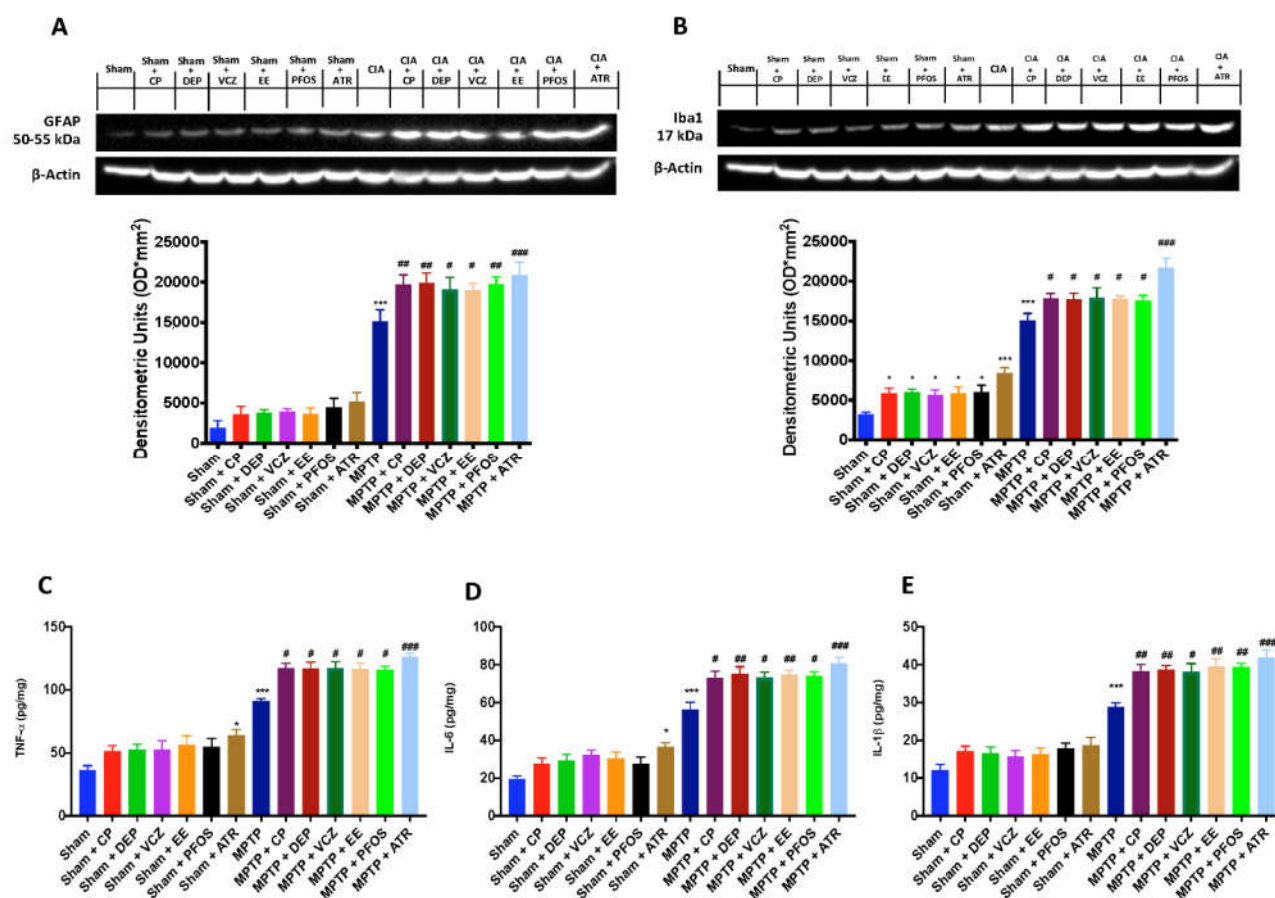 A
Sham
Sham + CP
Sham + DEP
Sham + VCZ
Sham + EE
Sham + PFOS
Sham + ATR
CIA
CIA + CP
CIA + DEP
CIA + VCZ
CIA + EE
CIA + PFOS
CIA + ATR
GFAP
50-55 kDa
β-Actin
Densitometric Units (OD*mm²)
25000
20000
15000
10000
5000
0
***
##
##
#
#
##
###
Sham
Sham + CP
Sham + DEP
Sham + VCZ
Sham + EE
Sham + PFOS
Sham + ATR
MPTP
MPTP + CP
MPTP + DEP
MPTP + VCZ
MPTP + EE
MPTP + PFOS
MPTP + ATR
B
Sham
Sham + CP
Sham + DEP
Sham + VCZ
Sham + EE
Sham + PFOS
Sham + ATR
CIA
CIA + CP
CIA + DEP
CIA + VCZ
CIA + EE
CIA + PFOS
CIA + ATR
Iba1
17 kDa
β-Actin
Densitometric Units (OD*mm²)
25000
20000
15000
10000
5000
0
*
*
*
*
*
***
***
#
#
#
#
#
###
Sham
Sham + CP
Sham + DEP
Sham + VCZ
Sham + EE
Sham + PFOS
Sham + ATR
MPTP
MPTP + CP
MPTP + DEP
MPTP + VCZ
MPTP + EE
MPTP + PFOS
MPTP + ATR
C
TNF-α (pg/mg)
150
100
50
0
*
***
#
#
#
#
#
###
Sham
Sham + CP
Sham + DEP
Sham + VCZ
Sham + EE
Sham + PFOS
Sham + ATR
MPTP
MPTP + CP
MPTP + DEP
MPTP + VCZ
MPTP + EE
MPTP + PFOS
MPTP + ATR
D
IL-6 (pg/mg)
100
80
60
40
20
0
*
***
#
##
#
##
#
###
Sham
Sham + CP
Sham + DEP
Sham + VCZ
Sham + EE
Sham + PFOS
Sham + ATR
MPTP
MPTP + CP
MPTP + DEP
MPTP + VCZ
MPTP + EE
MPTP + PFOS
MPTP + ATR
E
IL-1β (pg/mg)
50
40
30
20
10
0
***
##
##
#
##
##
###
Sham
Sham + CP
Sham + DEP
Sham + VCZ
Sham + EE
Sham + PFOS
Sham + ATR
MPTP
MPTP + CP
MPTP + DEP
MPTP + VCZ
MPTP + EE
MPTP + PFOS
MPTP + ATR